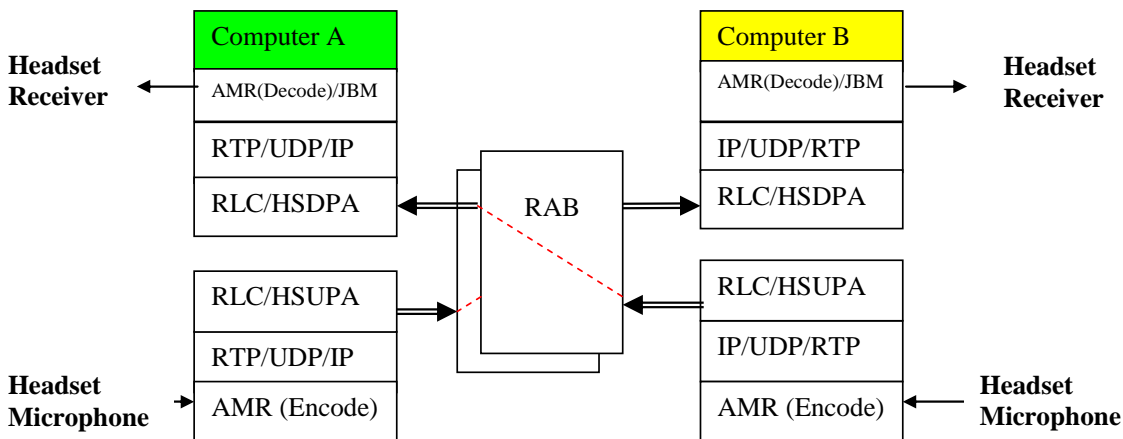 Computer A
Headset
Receiver
AMR(Decode)/JBM
RTP/UDP/IP
RLC/HSDPA
RLC/HSUPA
RTP/UDP/IP
Headset
Microphone
AMR (Encode)
RAB
Computer B
AMR(Decode)/JBM
Headset
Receiver
IP/UDP/RTP
RLC/HSDPA
RLC/HSUPA
IP/UDP/RTP
AMR (Encode)
Headset
Microphone